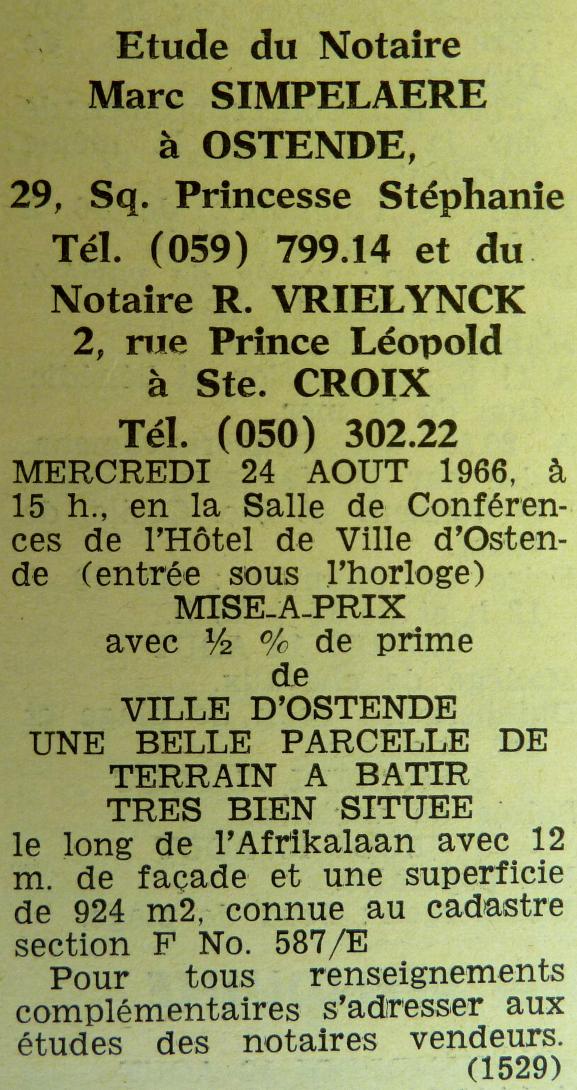 Etude du Notaire
Marc SIMPELAERE
à OSTENDE,
29, Sq. Princesse Stéphanie
Tél. (059) 799.14 et du
Notaire R. VRIELYNCK
2, rue Prince Léopold
à Ste. CROIX
Tél. (050) 302.22
MERCREDI 24 AOUT 1966, à
15 h., en la Salle de Conféren-
ces de l'Hôtel de Ville d'Osten-
de (entrée sous l'horloge)
MISE-A-PRIX
avec ½ % de prime
de
VILLE D'OSTENDE
UNE BELLE PARCELLE DE
TERRAIN A BATIR
TRES BIEN SITUEE
le long de l'Afrikalaan avec 12
m. de façade et une superficie
de 924 m2, connue au cadastre
section F No. 587/E
Pour tous renseignements
complémentaires s'adresser aux
études des notaires vendeurs.
(1529)